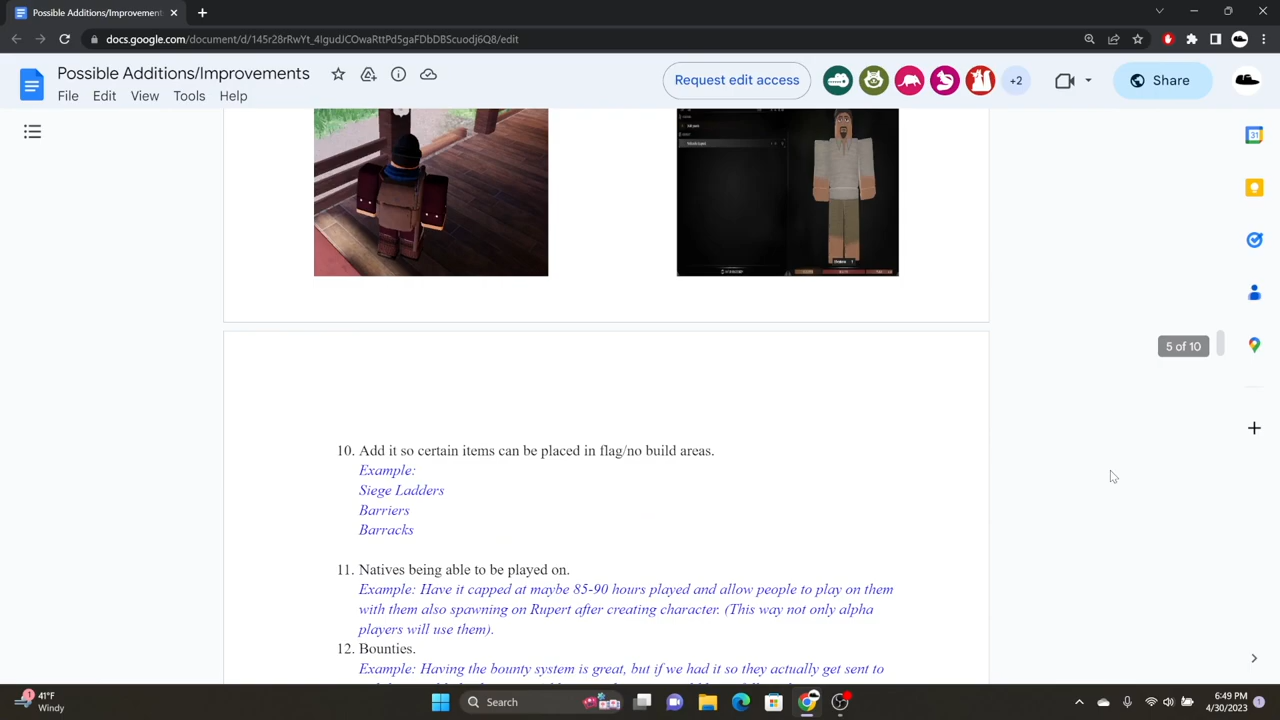 Possible Additions/Improvement
docs.google.com/document/d/145r28rRwYt_4IgudJCOwaRttPd5gaFDbDBScuodj6Q8/edit
Possible Additions/Improvements
Request edit access
+2
Share
File Edit View Tools Help
31
5 of 10
10. Add it so certain items can be placed in flag/no build areas.
Example:
Siege Ladders
Barriers
Barracks
11. Natives being able to be played on.
Example: Have it capped at maybe 85-90 hours played and allow people to play on them
with them also spawning on Rupert after creating character. (This way not only alpha
players will use them).
12. Bounties.
Example: Having the bounty system is great, but if we had it so they actually get sent to
41°F
Windy
Search
6:49 PM
4/30/2023
1